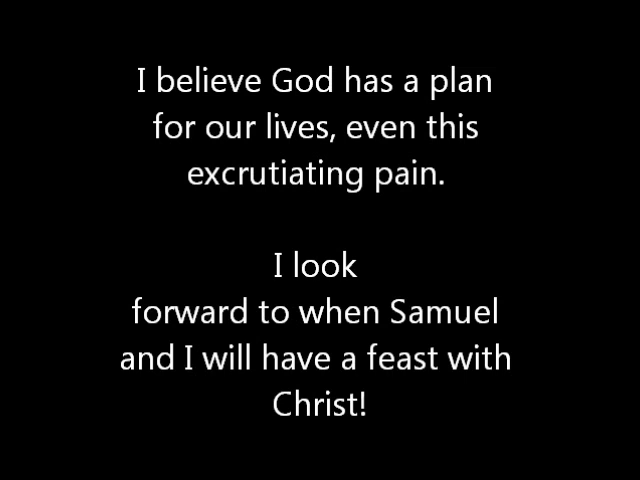 I believe God has a plan
for our lives, even this
excrutiating pain.
I look
forward to when Samuel
and I will have a feast with
Christ!